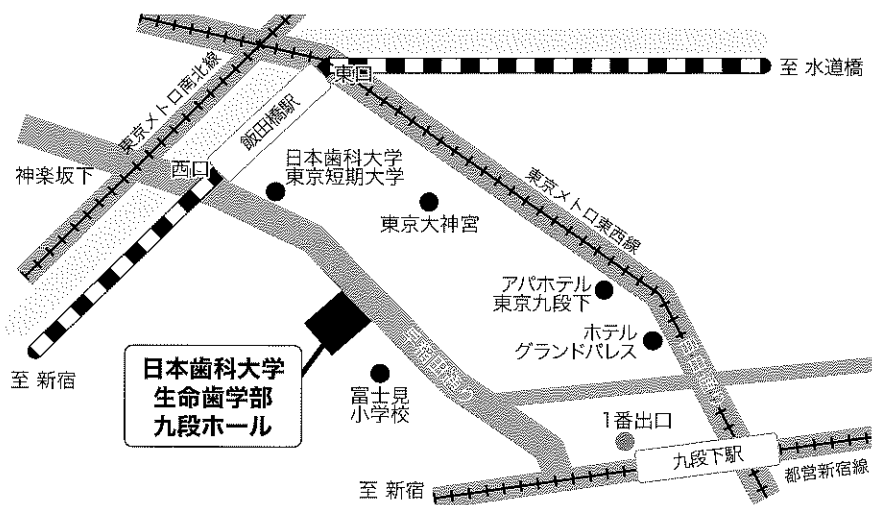 東京メトロ南北線
東口
至 水道橋
飯田橋駅
神楽坂下
西口
日本歯科大学
東京短期大学
東京大神宮
東京メトロ東西線
アパホテル
東京九段下
ホテル
グランドパレス
至 新宿
日本歯科大学
生命歯学部
九段ホール
富士見
小学校
早稲田通り
1番出口
九段下駅
至 新宿
都営新宿線